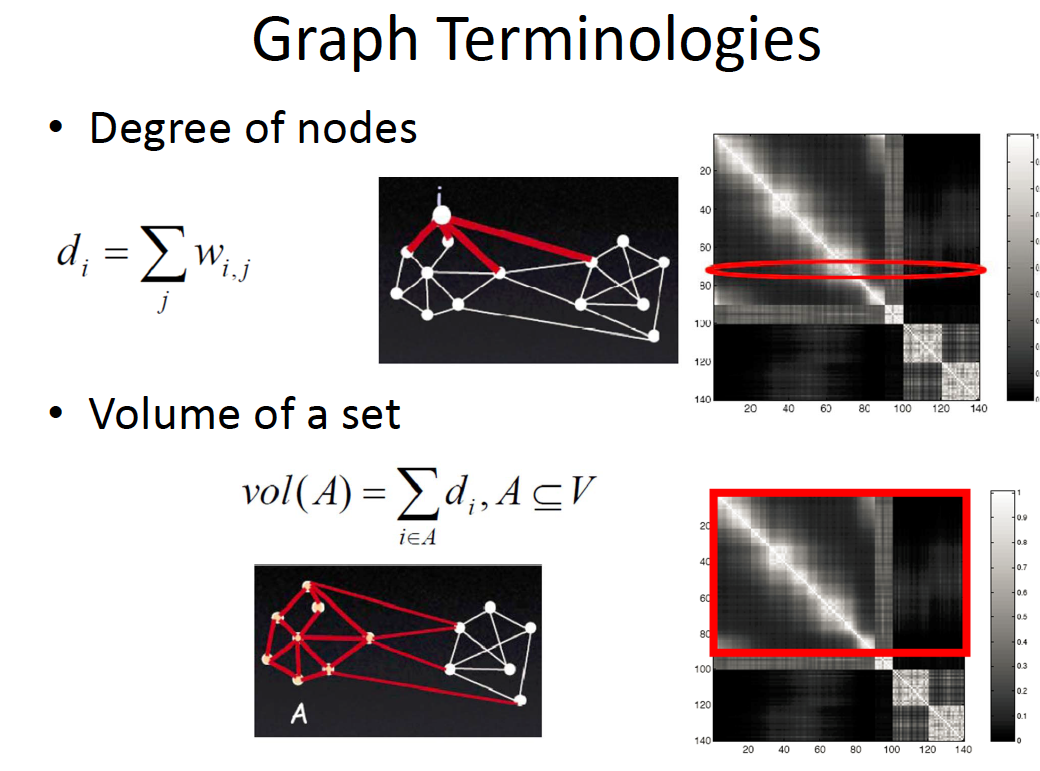 Graph Terminologies
• Degree of nodes
d_i = ∑_j w_{i,j}
i
20
40
60
80
100
120
140
20 40 60 80 100 120 140
1
• Volume of a set
vol(A) = ∑_{i∈A} d_i, A ⊆ V
A
20
40
60
80
100
120
140
20 40 60 80 100 120 140
1
0.9
0.8
0.7
0.6
0.5
0.4
0.3
0.2
0.1
0